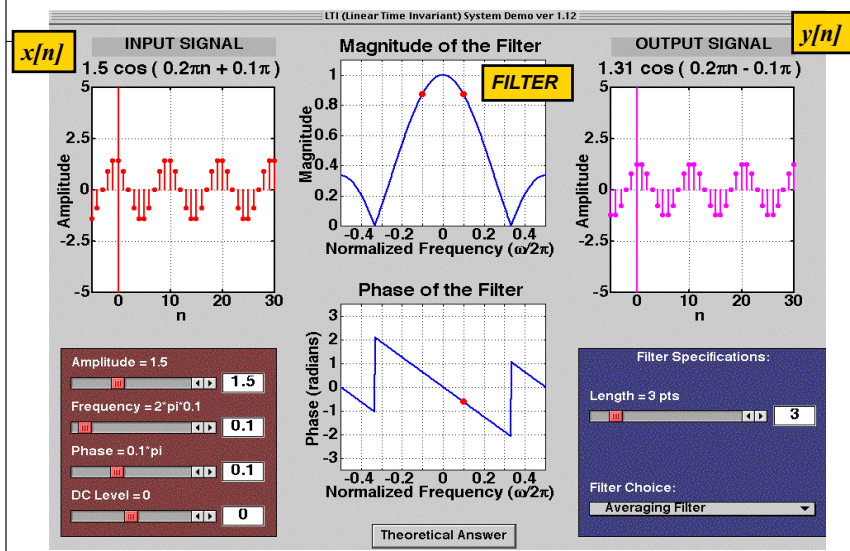 LTI (Linear Time Invariant) System Demo ver 1.12
x[n]
INPUT SIGNAL
1.5 cos ( 0.2πn + 0.1π )
5
2.5
0
-2.5
-5
Amplitude
0 10 20 30
n
Magnitude of the Filter
FILTER
1
0.8
0.6
0.4
0.2
0
Magnitude
-0.4 -0.2 0 0.2 0.4
Normalized Frequency (ω/2π)
y[n]
OUTPUT SIGNAL
1.31 cos ( 0.2πn - 0.1π )
5
2.5
0
-2.5
-5
Amplitude
0 10 20 30
n
Phase of the Filter
3
2
1
0
-1
-2
-3
Phase (radians)
-0.4 -0.2 0 0.2 0.4
Normalized Frequency (ω/2π)
Amplitude = 1.5
1.5
Frequency = 2*pi*0.1
0.1
Phase = 0.1*pi
0.1
DC Level = 0
0
Theoretical Answer
Filter Specifications:
Length = 3 pts
3
Filter Choice:
Averaging Filter